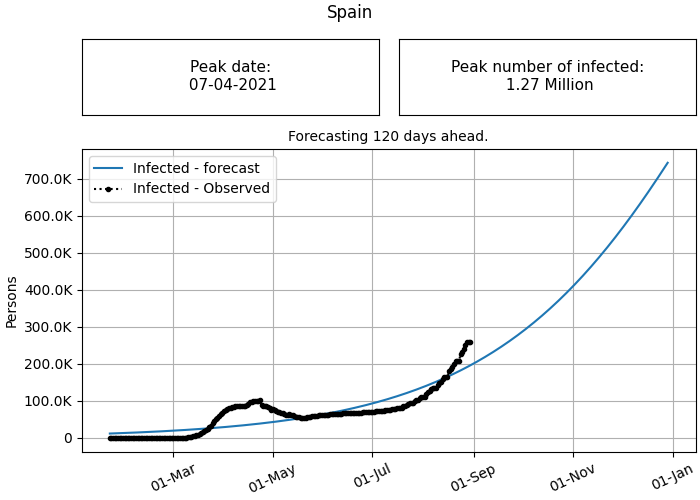 Spain
Peak date:
07-04-2021
Peak number of infected:
1.27 Million
Forecasting 120 days ahead.
Infected - forecast
Infected - Observed
700.0K
600.0K
500.0K
400.0K
300.0K
200.0K
100.0K
0
Persons
01-Mar
01-May
01-Jul
01-Sep
01-Nov
01-Jan